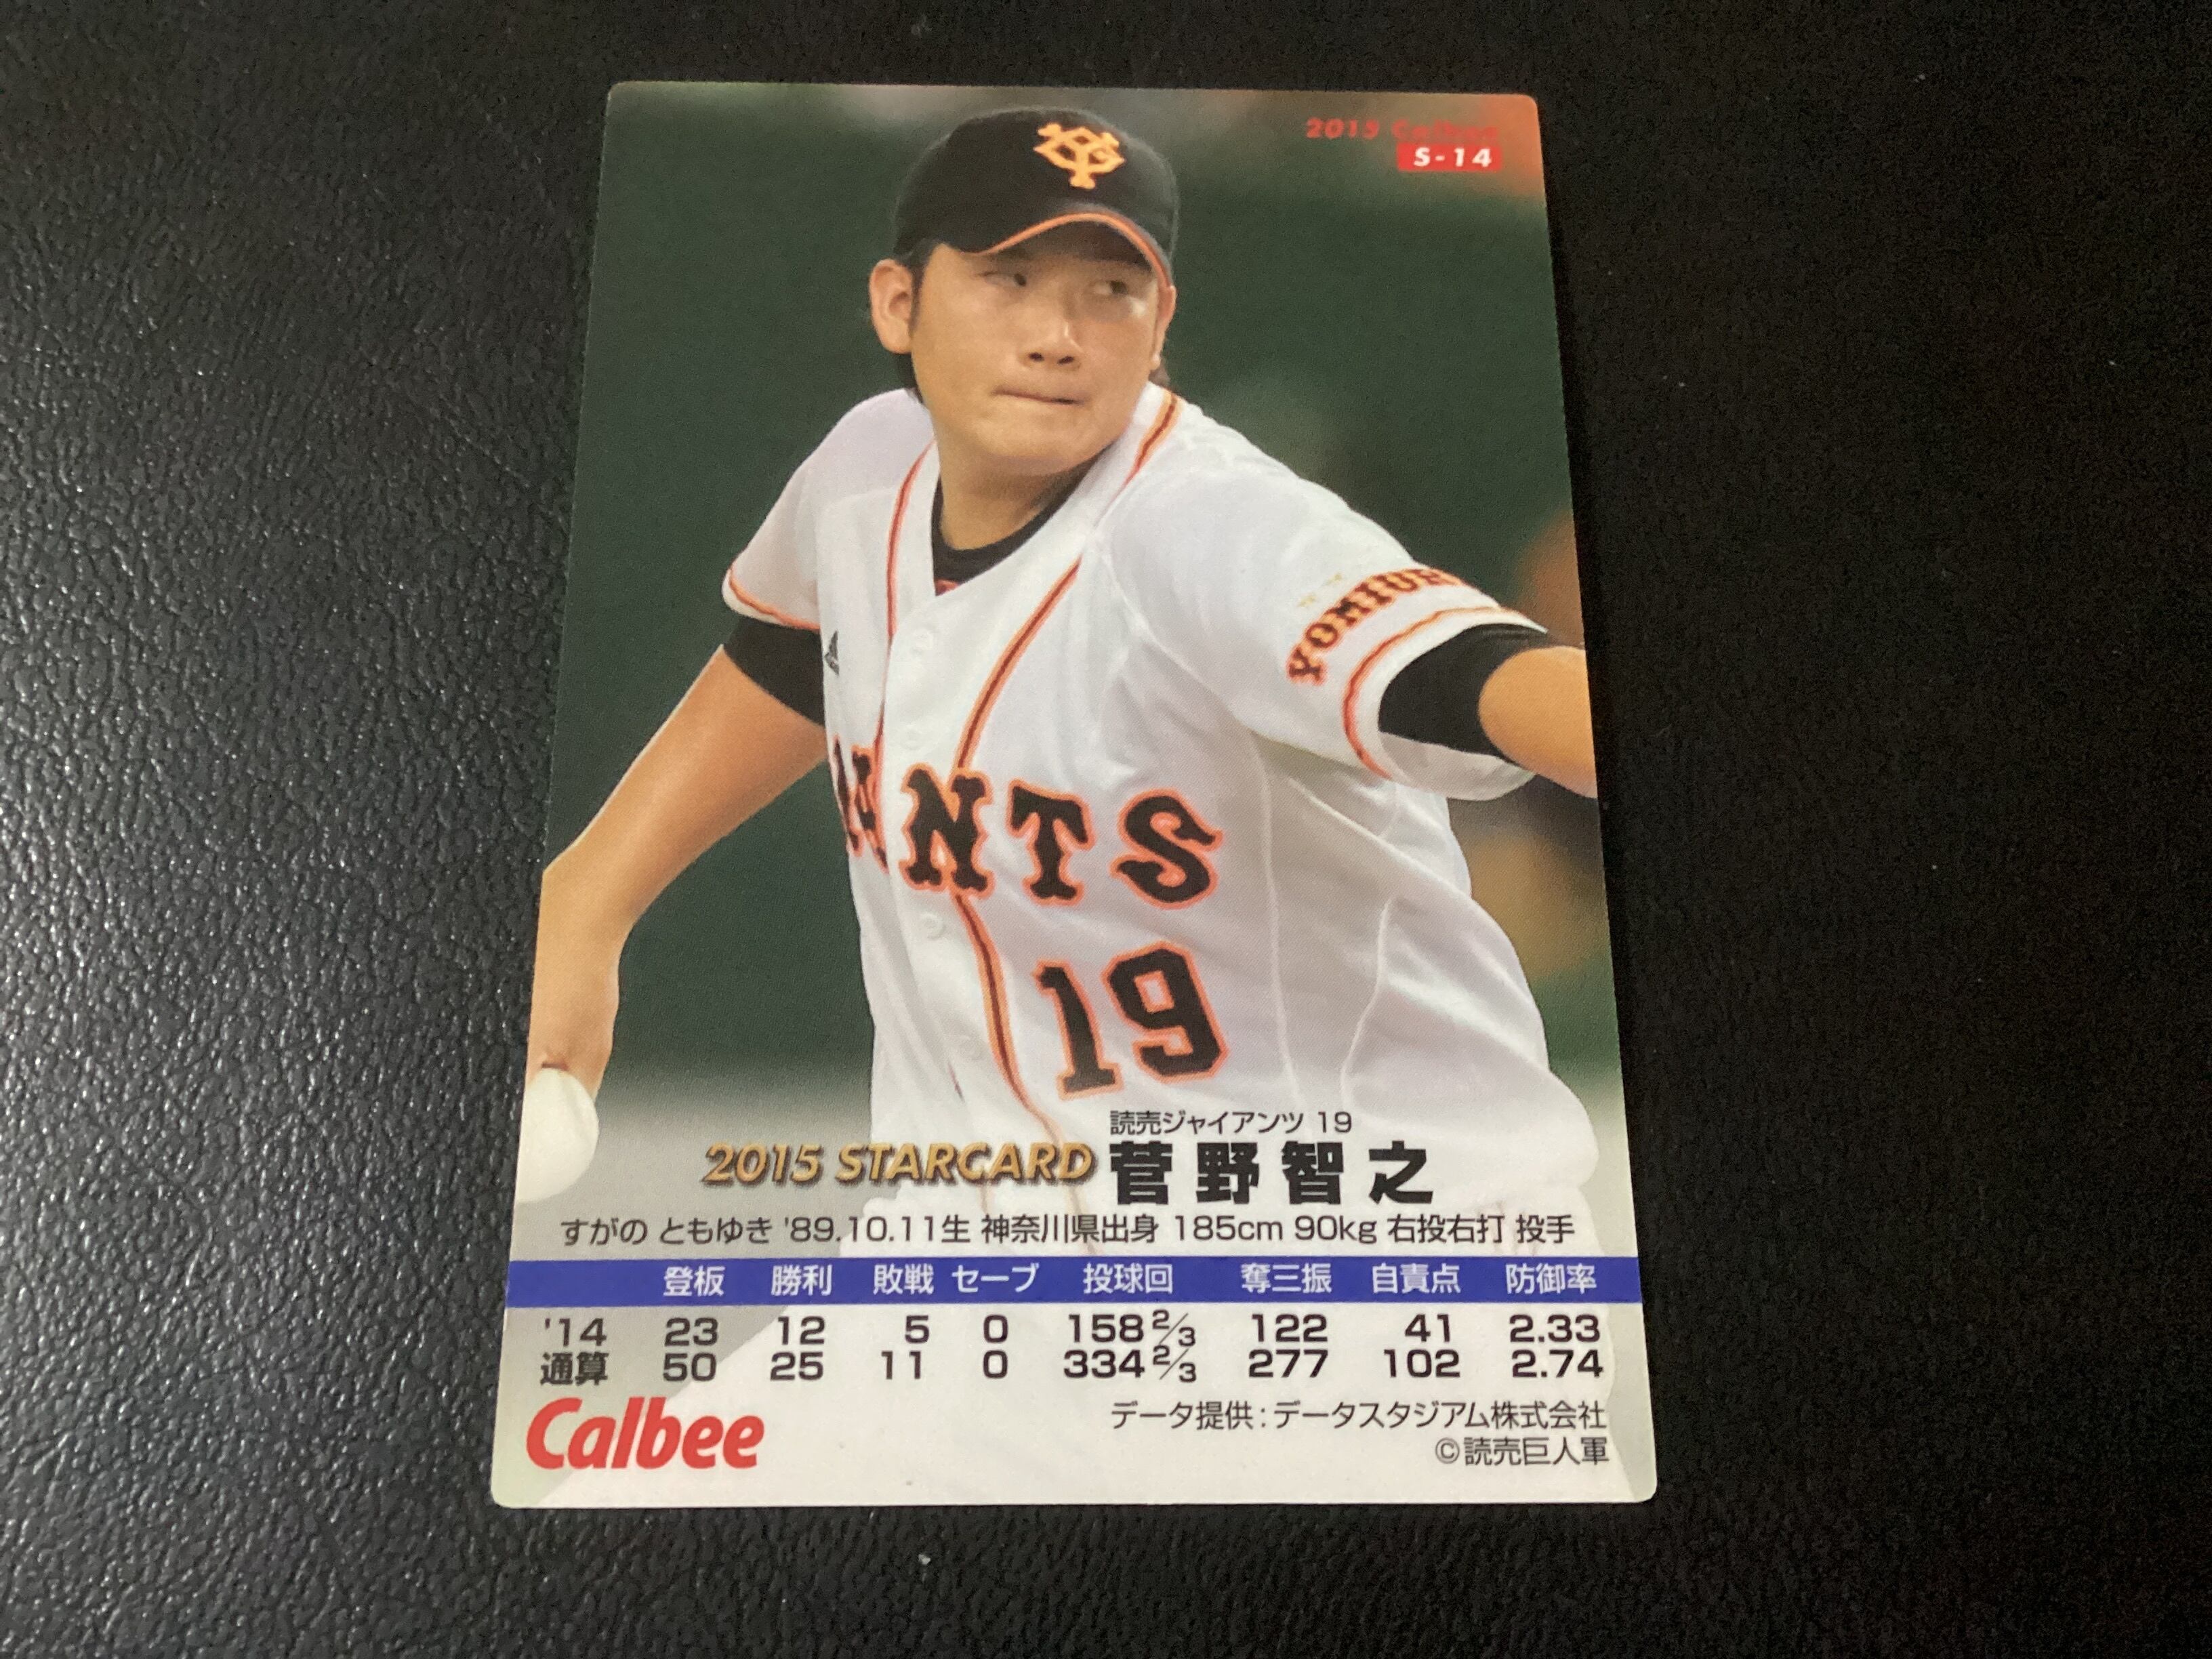 2015 Calbee
S-14
YG
YOMIURI
GIANTS
19
読売ジャイアンツ 19
2015 STARCARD 菅野智之
すがの ともゆき '89.10.11生 神奈川県出身 185cm 90kg 右投右打 投手
登板 勝利 敗戦 セーブ 投球回 奪三振 自責点 防御率
'14 23 12 5 0 158 2/3 122 41 2.33
通算 50 25 11 0 334 2/3 277 102 2.74
Calbee
データ提供:データスタジアム株式会社
©読売巨人軍